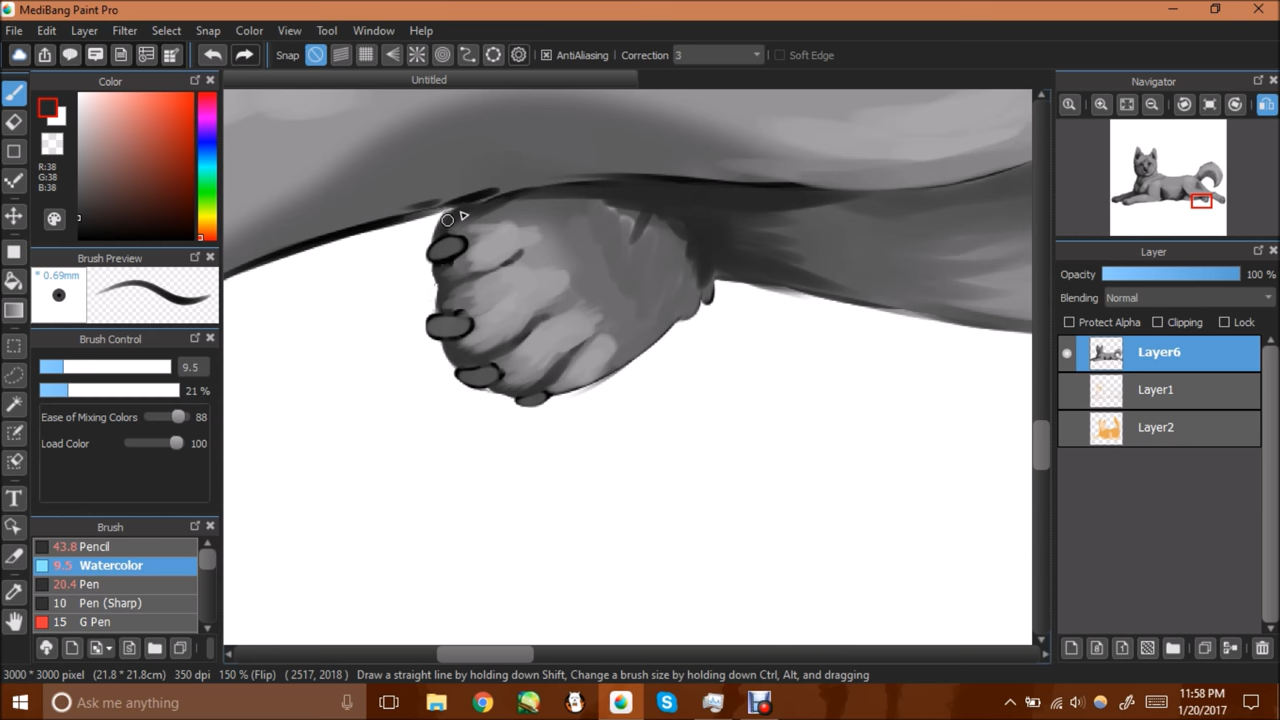 MediBang Paint Pro
File Edit Layer Filter Select Snap Color View Tool Window Help
Snap AntiAliasing Correction 3 Soft Edge
Color
Untitled
Navigator
R:38
G:38
B:38
Brush Preview
* 0.69mm
Brush Control
9.5
21 %
Ease of Mixing Colors 88
Load Color 100
Brush
43.8 Pencil
9.5 Watercolor
20.4 Pen
10 Pen (Sharp)
15 G Pen
Layer
Opacity 100 %
Blending Normal
Protect Alpha Clipping Lock
Layer6
Layer1
Layer2
3000 * 3000 pixel (21.8 * 21.8cm) 350 dpi 150 % (Flip) ( 2517, 2018 ) Draw a straight line by holding down Shift, Change a brush size by holding down Ctrl, Alt, and dragging
Ask me anything
11:58 PM
1/20/2017